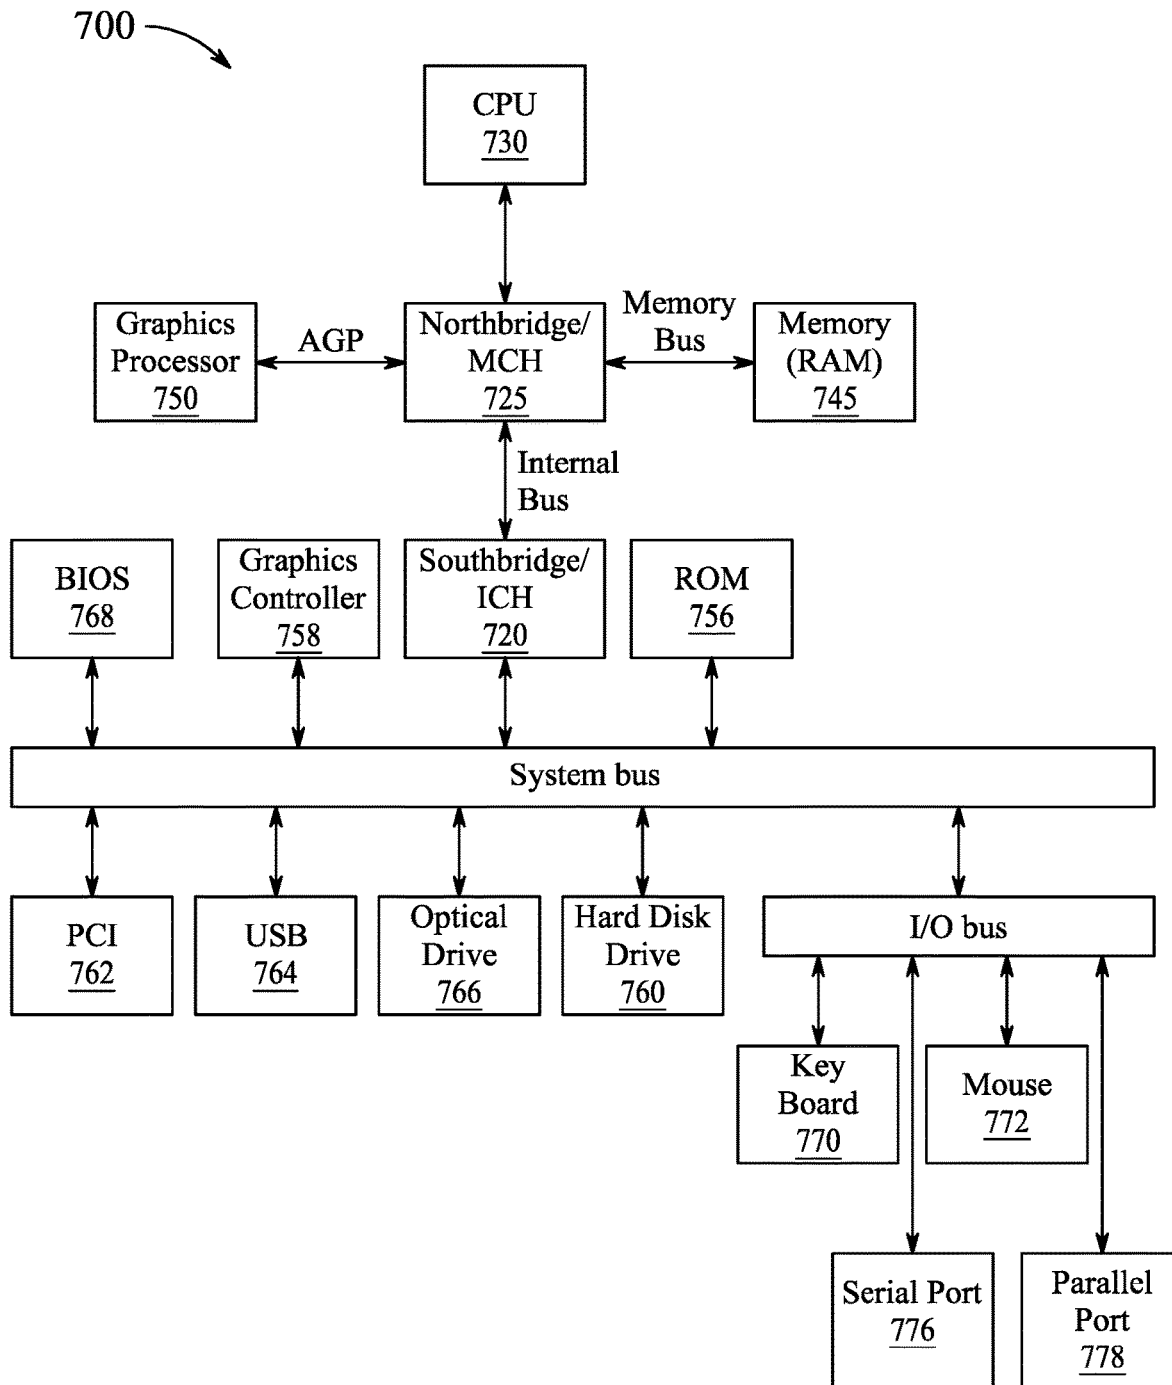 700
CPU
730
Graphics
Processor
750
AGP
Northbridge/
MCH
725
Memory
Bus
Memory
(RAM)
745
Internal
Bus
BIOS
768
Graphics
Controller
758
Southbridge/
ICH
720
ROM
756
System bus
PCI
762
USB
764
Optical
Drive
766
Hard Disk
Drive
760
I/O bus
Key
Board
770
Mouse
772
Serial Port
776
Parallel
Port
778